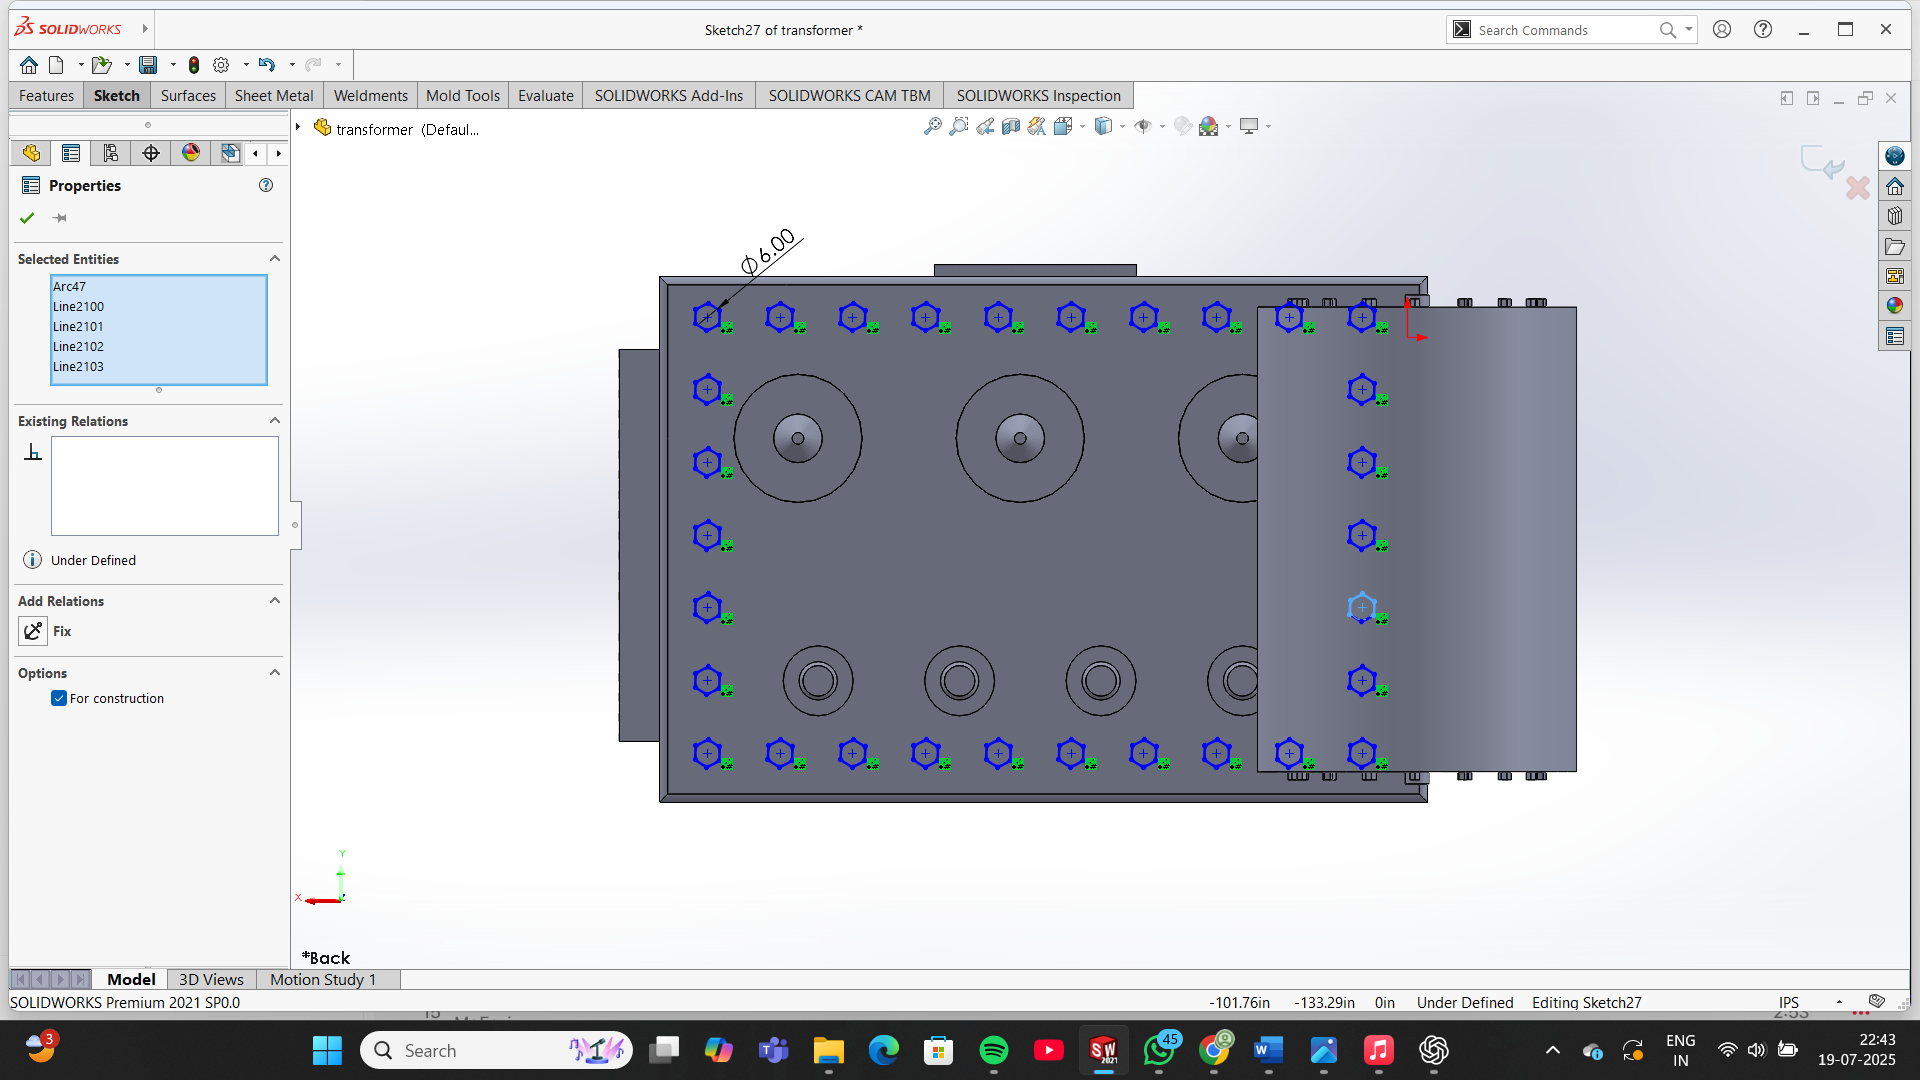 SOLIDWORKS
Sketch27 of transformer *
Search Commands
Features
Sketch
Surfaces
Sheet Metal
Weldments
Mold Tools
Evaluate
SOLIDWORKS Add-Ins
SOLIDWORKS CAM TBM
SOLIDWORKS Inspection
transformer (Defaul...
Properties
Selected Entities
Arc47
Line2100
Line2101
Line2102
Line2103
Existing Relations
Under Defined
Add Relations
Fix
Options
For construction
Ø6.00
Y
X
*Back
Model
3D Views
Motion Study 1
SOLIDWORKS Premium 2021 SP0.0
-101.76in
-133.29in
0in
Under Defined
Editing Sketch27
IPS
3
Search
SW
2021
45
ENG
IN
22:43
19-07-2025